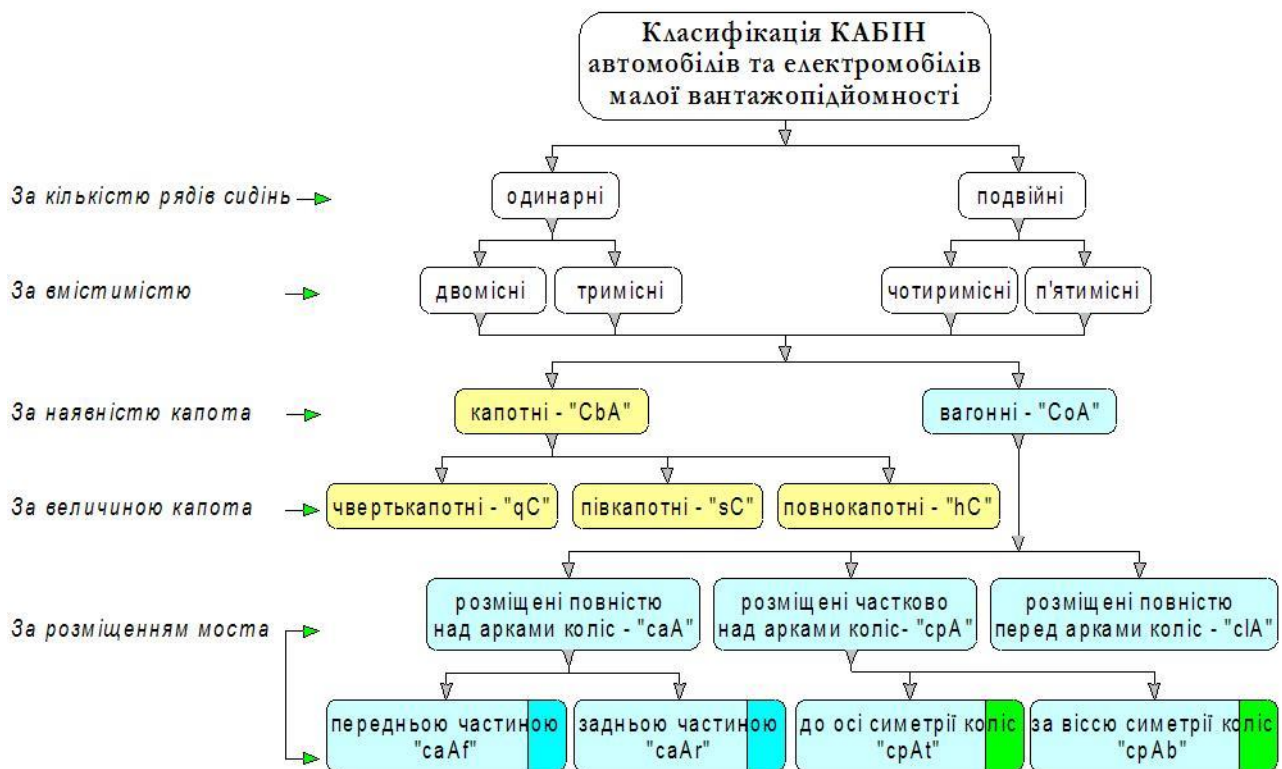 Класифікація КАБІН
автомобілів та електромобілів
малої вантажопідйомності
За кількістю рядів сидінь
одинарні
подвійні
За вмістимістю
двомісні
тримісні
чотиримісні
п'ятимісні
За наявністю капота
капотні - "CbA"
вагонні - "CoA"
За величиною капота
чвертькапотні - "qC"
півкапотні - "sC"
повнокапотні - "hC"
За розміщенням моста
розміщені повністю
над арками коліс - "caA"
розміщені частково
над арками коліс- "cpA"
розміщені повністю
перед арками коліс - "clA"
передньою частиною
"caAf"
задньою частиною
"caAr"
до осі симетрії коліс
"cpAt"
за віссю симетрії коліс
"cpAb"